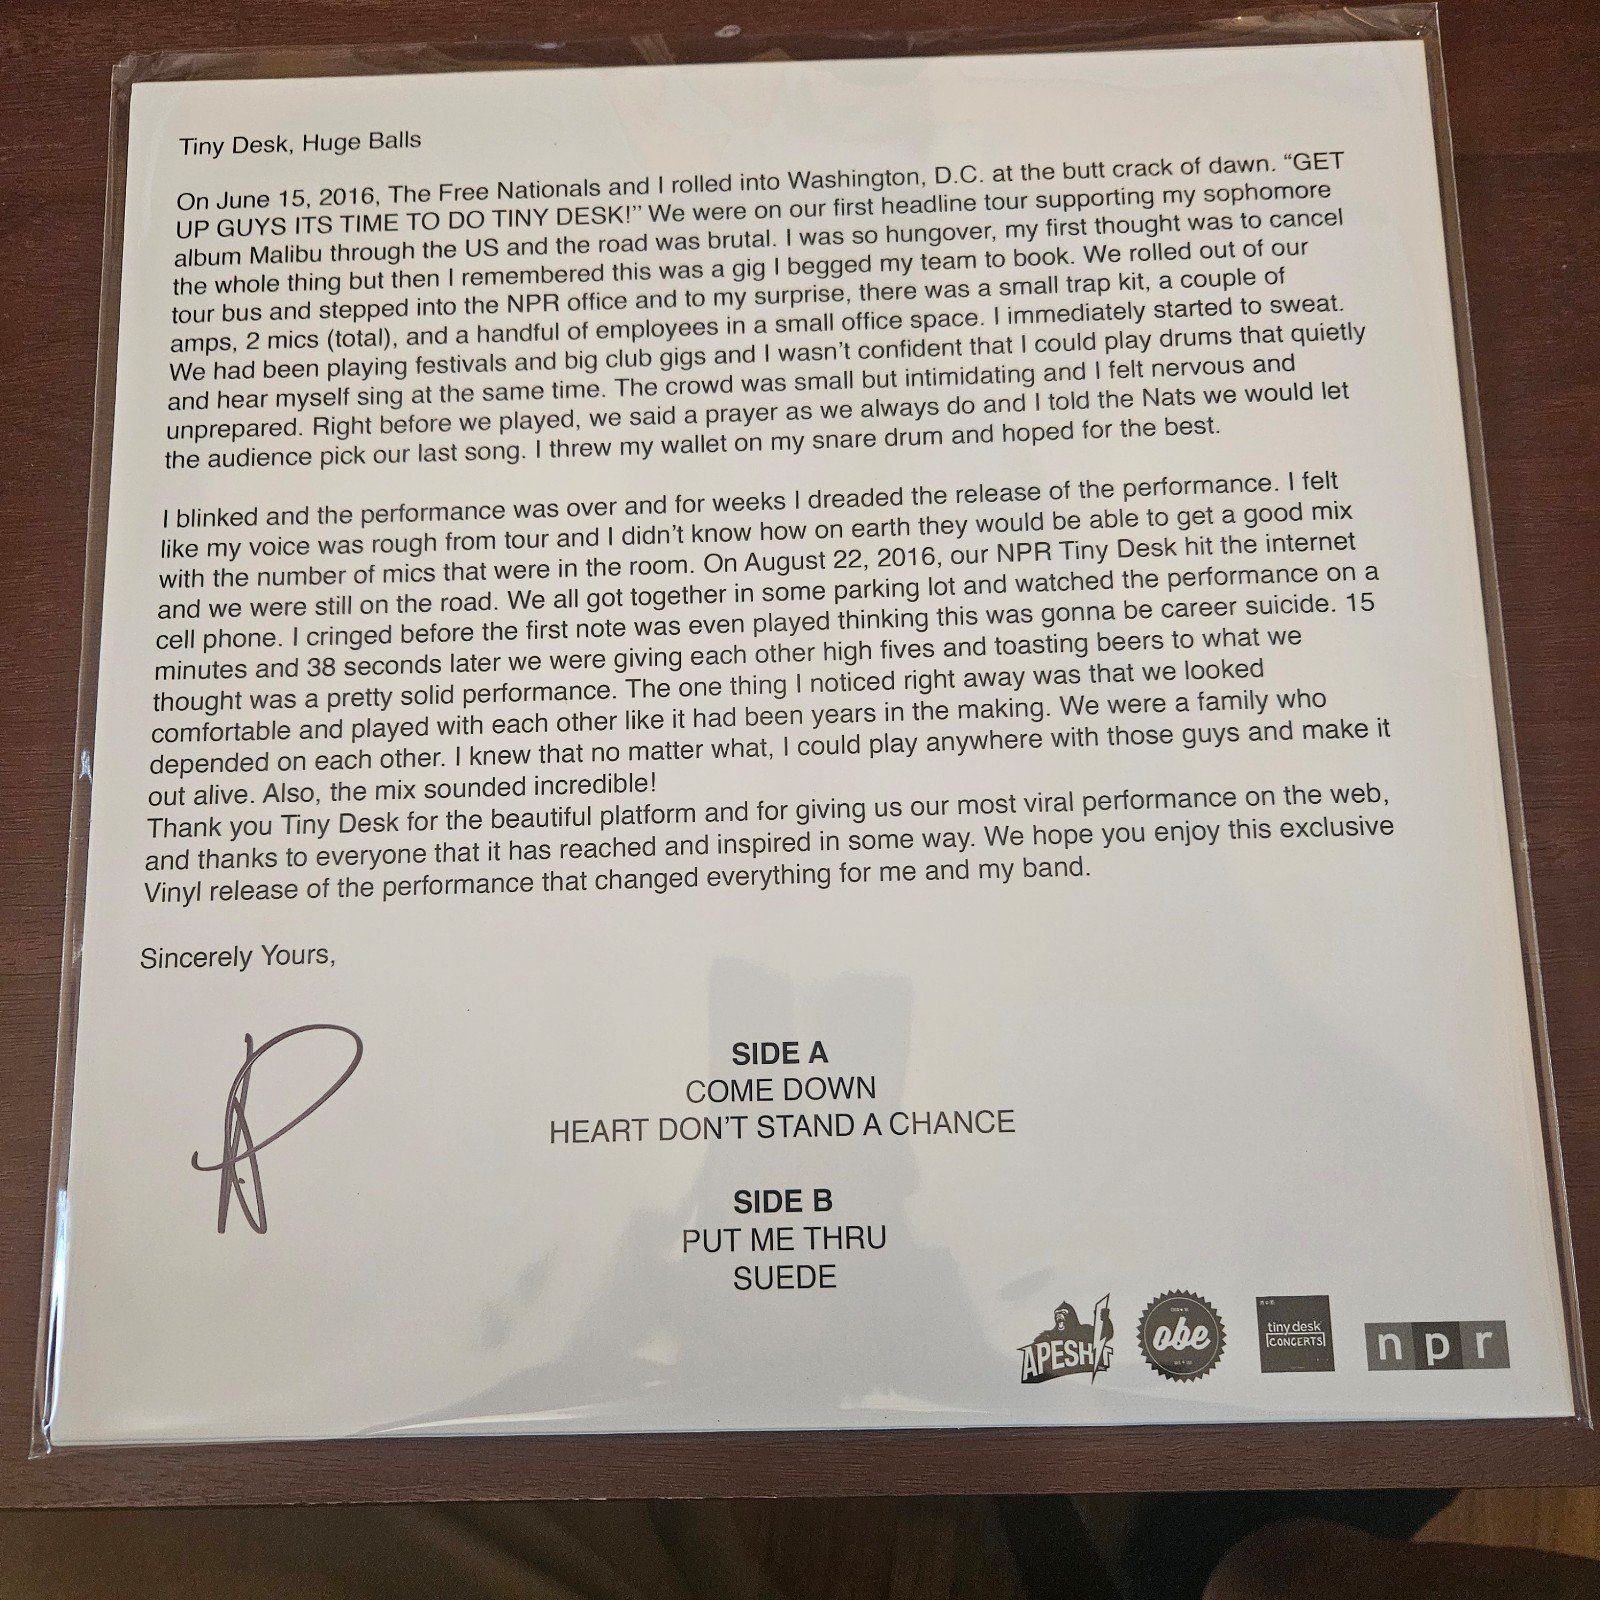 Tiny Desk, Huge Balls
On June 15, 2016, The Free Nationals and I rolled into Washington, D.C. at the butt crack of dawn. “GET
UP GUYS ITS TIME TO DO TINY DESK!” We were on our first headline tour supporting my sophomore
album Malibu through the US and the road was brutal. I was so hungover, my first thought was to cancel
the whole thing but then I remembered this was a gig I begged my team to book. We rolled out of our
tour bus and stepped into the NPR office and to my surprise, there was a small trap kit, a couple of
amps, 2 mics (total), and a handful of employees in a small office space. I immediately started to sweat.
We had been playing festivals and big club gigs and I wasn’t confident that I could play drums that quietly
and hear myself sing at the same time. The crowd was small but intimidating and I felt nervous and
unprepared. Right before we played, we said a prayer as we always do and I told the Nats we would let
the audience pick our last song. I threw my wallet on my snare drum and hoped for the best.
I blinked and the performance was over and for weeks I dreaded the release of the performance. I felt
like my voice was rough from tour and I didn’t know how on earth they would be able to get a good mix
with the number of mics that were in the room. On August 22, 2016, our NPR Tiny Desk hit the internet
and we were still on the road. We all got together in some parking lot and watched the performance on a
cell phone. I cringed before the first note was even played thinking this was gonna be career suicide. 15
minutes and 38 seconds later we were giving each other high fives and toasting beers to what we
thought was a pretty solid performance. The one thing I noticed right away was that we looked
comfortable and played with each other like it had been years in the making. We were a family who
depended on each other. I knew that no matter what, I could play anywhere with those guys and make it
out alive. Also, the mix sounded incredible!
Thank you Tiny Desk for the beautiful platform and for giving us our most viral performance on the web,
and thanks to everyone that it has reached and inspired in some way. We hope you enjoy this exclusive
Vinyl release of the performance that changed everything for me and my band.
Sincerely Yours,
SIDE A
COME DOWN
HEART DON’T STAND A CHANCE
SIDE B
PUT ME THRU
SUEDE
APESHIT
obe
tiny desk
CONCERTS
npr